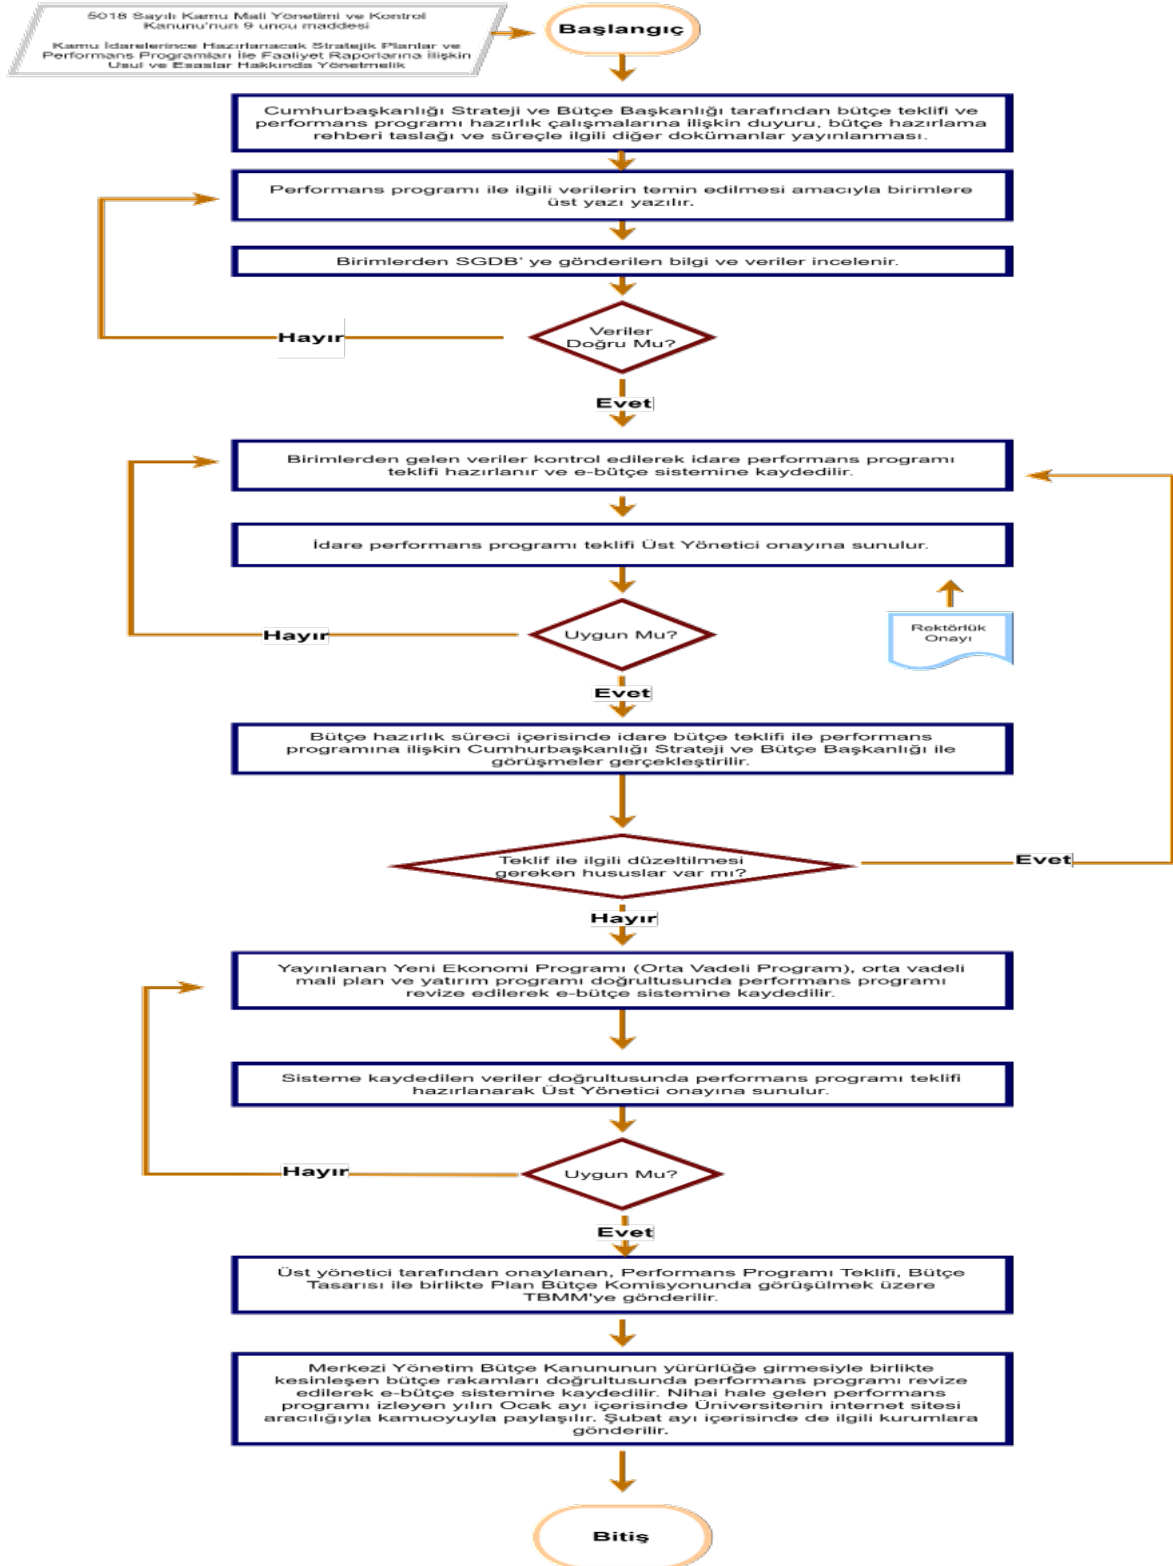 5018 Sayılı Kamu Mali Yönetimi ve Kontrol
Kanunu'nun 9 uncu maddesi
Kamu İdarelerince Hazırlanacak Stratejik Planlar ve
Performans Programları İle Faaliyet Raporlarına İlişkin
Usul ve Esaslar Hakkında Yönetmelik
Başlangıç
Cumhurbaşkanlığı Strateji ve Bütçe Başkanlığı tarafından bütçe teklifi ve
performans programı hazırlık çalışmalarına ilişkin duyuru, bütçe hazırlama
rehberi taslağı ve süreçle ilgili diğer dokümanlar yayınlanması.
Performans programı ile ilgili verilerin temin edilmesi amacıyla birimlere
üst yazı yazılır.
Birimlerden SGDB' ye gönderilen bilgi ve veriler incelenir.
Veriler
Doğru Mu?
Hayır
Evet
Birimlerden gelen veriler kontrol edilerek idare performans programı
teklifi hazırlanır ve e-bütçe sistemine kaydedilir.
İdare performans programı teklifi Üst Yönetici onayına sunulur.
Rektörlük
Onayı
Uygun Mu?
Hayır
Evet
Bütçe hazırlık süreci içerisinde idare bütçe teklifi ile performans
programına ilişkin Cumhurbaşkanlığı Strateji ve Bütçe Başkanlığı ile
görüşmeler gerçekleştirilir.
Teklif ile ilgili düzeltilmesi
gereken hususlar var mı?
Evet
Hayır
Yayınlanan Yeni Ekonomi Programı (Orta Vadeli Program), orta vadeli
mali plan ve yatırım programı doğrultusunda performans programı
revize edilerek e-bütçe sistemine kaydedilir.
Sisteme kaydedilen veriler doğrultusunda performans programı teklifi
hazırlanarak Üst Yönetici onayına sunulur.
Uygun Mu?
Hayır
Evet
Üst yönetici tarafından onaylanan, Performans Programı Teklifi, Bütçe
Tasarısı ile birlikte Plan Bütçe Komisyonunda görüşülmek üzere
TBMM'ye gönderilir.
Merkezi Yönetim Bütçe Kanununun yürürlüğe girmesiyle birlikte
kesinleşen bütçe rakamları doğrultusunda performans programı revize
edilerek e-bütçe sistemine kaydedilir. Nihai hale gelen performans
programı izleyen yılın Ocak ayı içerisinde Üniversitenin internet sitesi
aracılığıyla kamuoyuyla paylaşılır. Şubat ayı içerisinde de ilgili kurumlara
gönderilir.
Bitiş